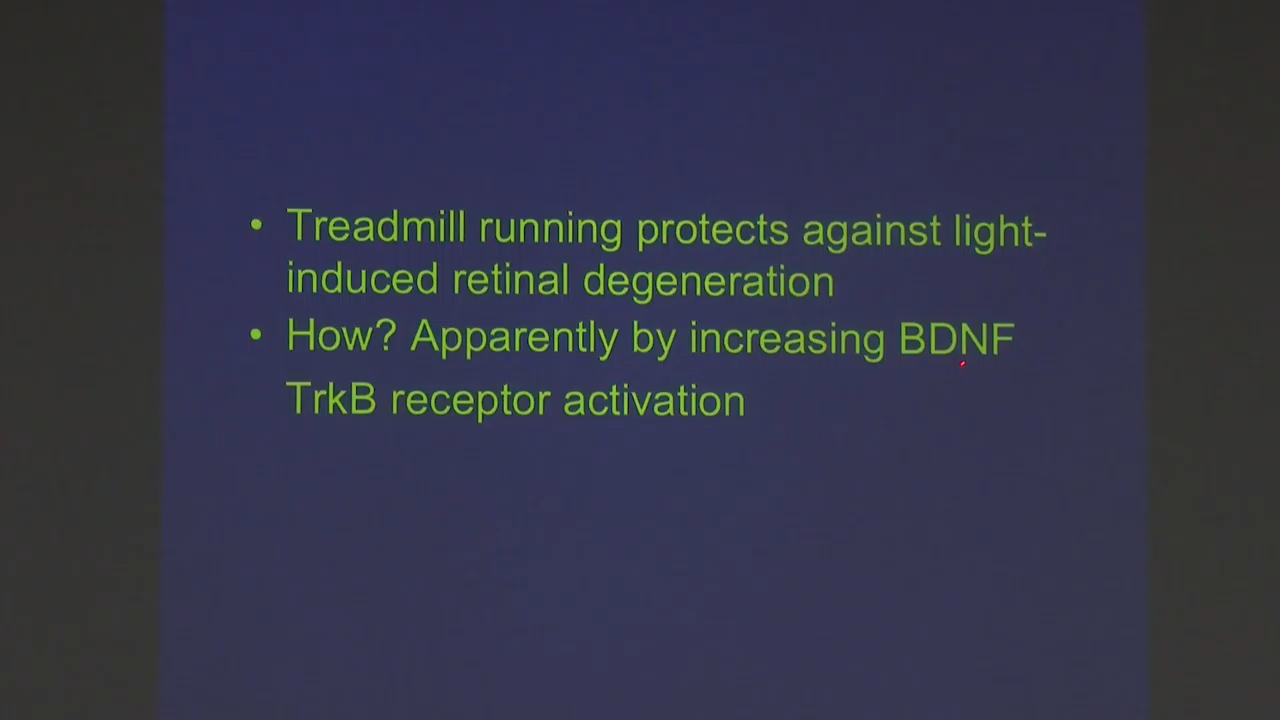 • Treadmill running protects against light-
induced retinal degeneration
• How? Apparently by increasing BDNF
TrkB receptor activation